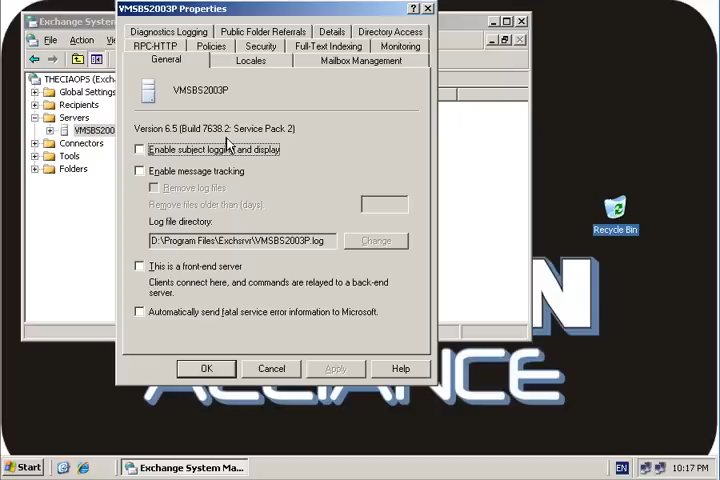 Exchange System
VMSBS2003P Properties
File Action
Diagnostics Logging Public Folder Referrals Details Directory Access
RPC-HTTP Policies Security Full-Text Indexing Monitoring
General Locales Mailbox Management
THECIAOPS (Exch
Global Settings
Recipients
Servers
VMSBS200
Connectors
Tools
Folders
VMSBS2003P
Version 6.5 (Build 7638.2: Service Pack 2)
Enable subject logging and display
Enable message tracking
Remove log files
Remove files older than (days):
Log file directory:
D:\Program Files\Exchsrvr\VMSBS2003P.log Change
This is a front-end server
Clients connect here, and commands are relayed to a back-end
server.
Automatically send fatal service error information to Microsoft.
OK Cancel Apply Help
Recycle Bin
N
ALLIANCE
Start Exchange System Ma... EN 10:17 PM